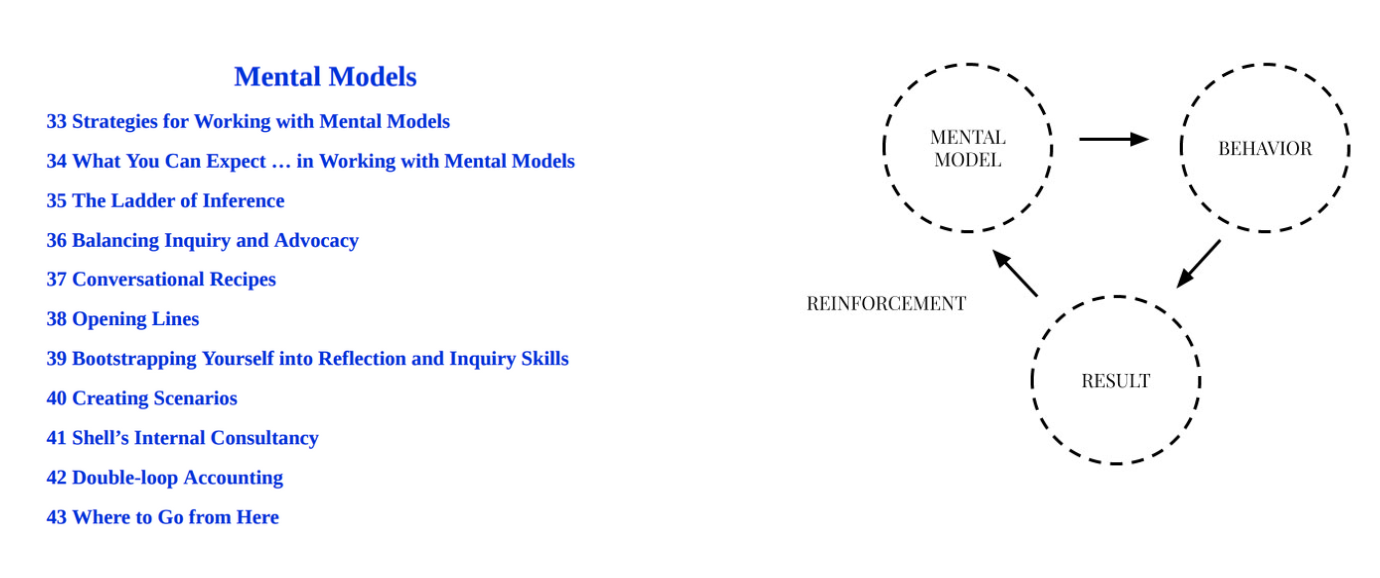 Mental Models
33 Strategies for Working with Mental Models
34 What You Can Expect … in Working with Mental Models
35 The Ladder of Inference
36 Balancing Inquiry and Advocacy
37 Conversational Recipes
38 Opening Lines
39 Bootstrapping Yourself into Reflection and Inquiry Skills
40 Creating Scenarios
41 Shell’s Internal Consultancy
42 Double-loop Accounting
43 Where to Go from Here
MENTAL
MODEL
BEHAVIOR
REINFORCEMENT
RESULT